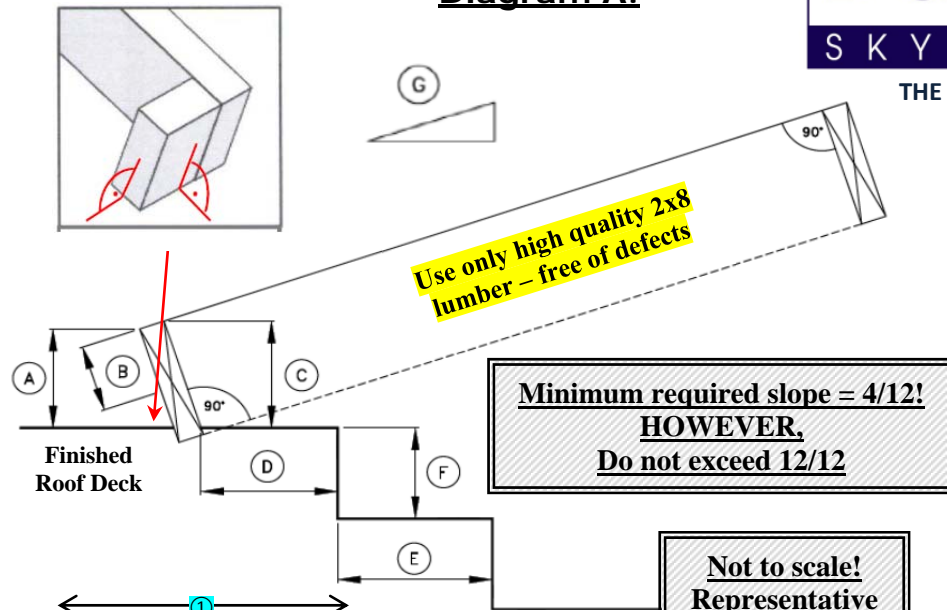 Diagram A:
S K Y
THE
G
90°
Use only high quality 2x8
lumber – free of defects
A
B
C
90°
Minimum required slope = 4/12!
HOWEVER,
Do not exceed 12/12
Finished
Roof Deck
D
F
E
Not to scale!
Representative
1